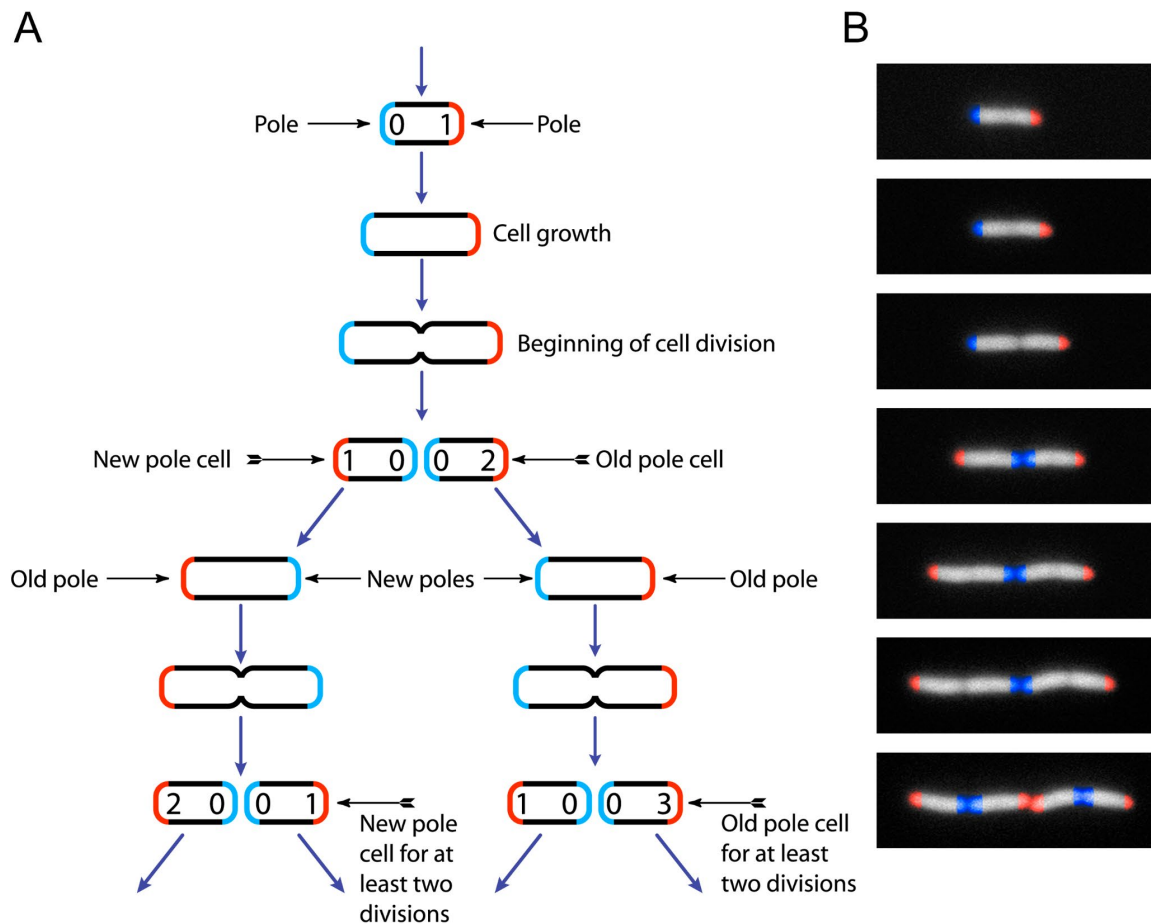 A
B
Pole
0 1
Pole
Cell growth
Beginning of cell division
New pole cell
1 0
0 2
Old pole cell
Old pole
New poles
Old pole
2 0
0 1
1 0
0 3
New pole
cell for at
least two
divisions
Old pole cell
for at least
two divisions